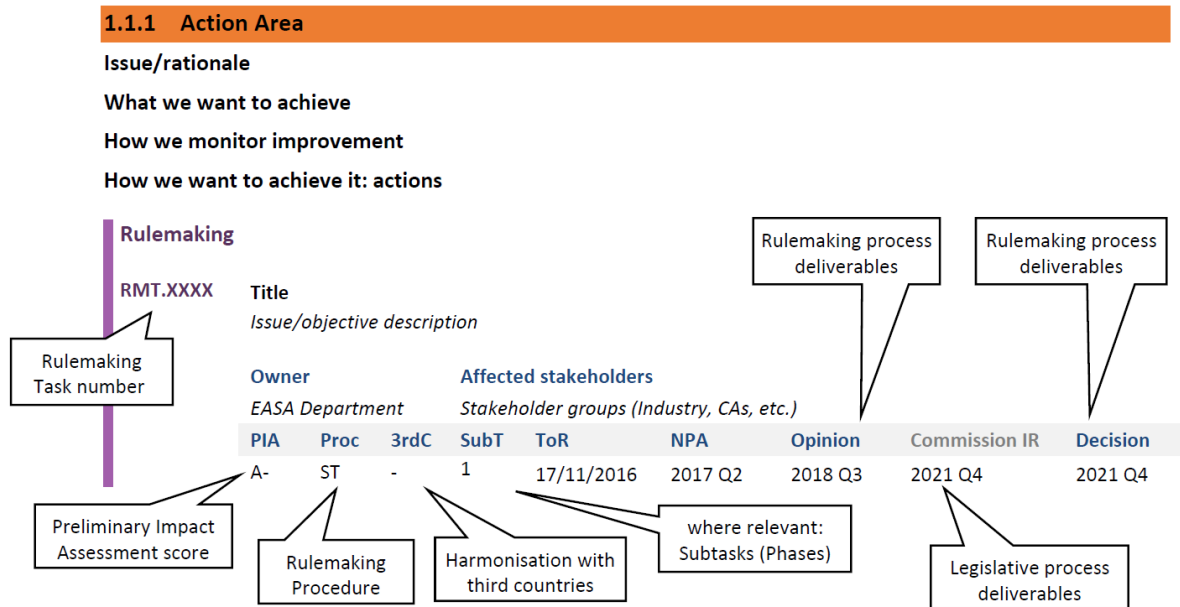 1.1.1 Action Area
Issue/rationale
What we want to achieve
How we monitor improvement
How we want to achieve it: actions
Rulemaking
Rulemaking process
deliverables
Rulemaking process
deliverables
RMT.XXXX
Title
Issue/objective description
Rulemaking
Task number
Owner Affected stakeholders
EASA Department Stakeholder groups (Industry, CAs, etc.)
PIA Proc 3rdC SubT ToR NPA Opinion Commission IR Decision
A- ST - 1 17/11/2016 2017 Q2 2018 Q3 2021 Q4 2021 Q4
Preliminary Impact
Assessment score
Rulemaking
Procedure
Harmonisation with
third countries
where relevant:
Subtasks (Phases)
Legislative process
deliverables